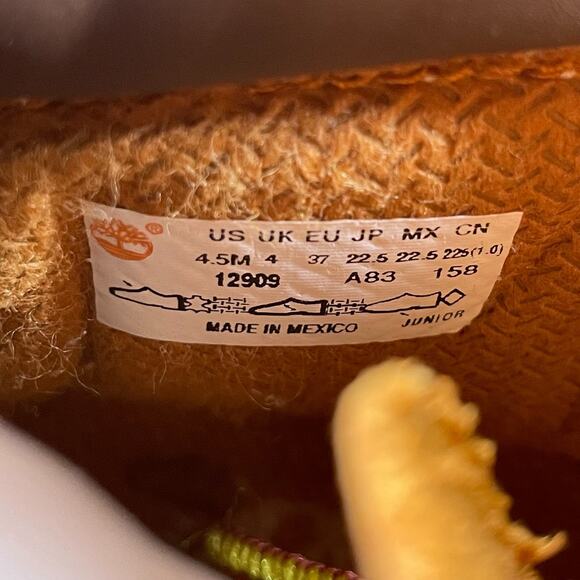 ® US UK EU JP MX CN
4.5M 4 37 22.5 22.5 225(1.0)
12909 A83 158
MADE IN MEXICO JUNIOR